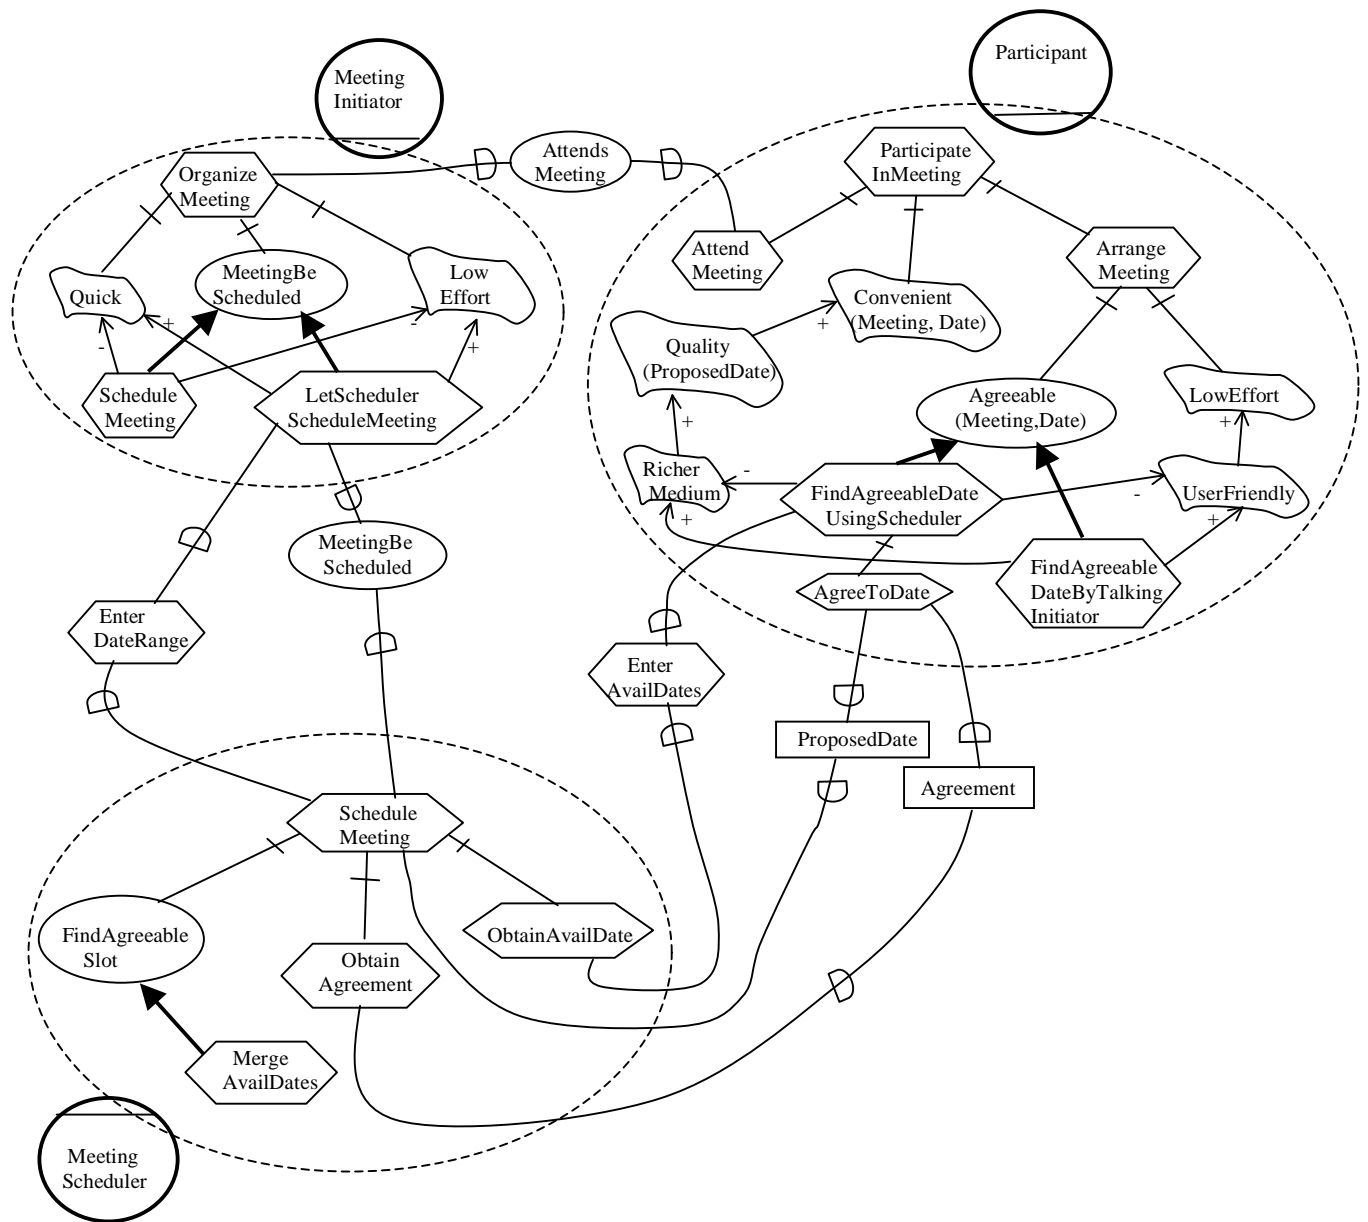 Participant
Meeting
Initiator
Attends
Meeting
Participate
InMeeting
Organize
Meeting
Attend
Meeting
Arrange
Meeting
Quick
MeetingBe
Scheduled
Low
Effort
Convenient
(Meeting, Date)
+
-
+
-
+
+
Quality
(ProposedDate)
Schedule
Meeting
LetScheduler
ScheduleMeeting
Agreeable
(Meeting,Date)
LowEffort
+
+
Richer
Medium
-
FindAgreeableDate
UsingScheduler
-
UserFriendly
+
+
MeetingBe
Scheduled
AgreeToDate
FindAgreeable
DateByTalking
Initiator
Enter
DateRange
Enter
AvailDates
ProposedDate
Agreement
Schedule
Meeting
FindAgreeable
Slot
ObtainAvailDate
Obtain
Agreement
Merge
AvailDates
Meeting
Scheduler